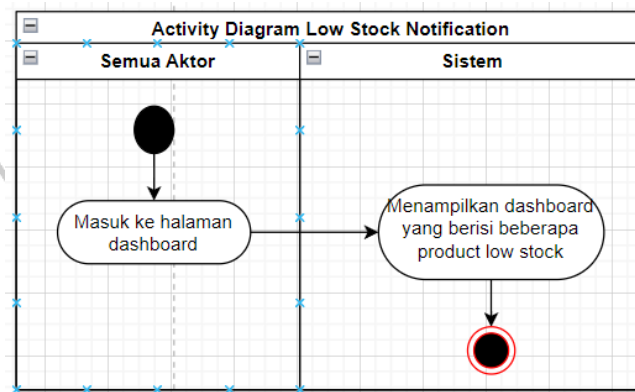 Activity Diagram Low Stock Notification
Semua Aktor
Sistem
Masuk ke halaman
dashboard
Menampilkan dashboard
yang berisi beberapa
product low stock